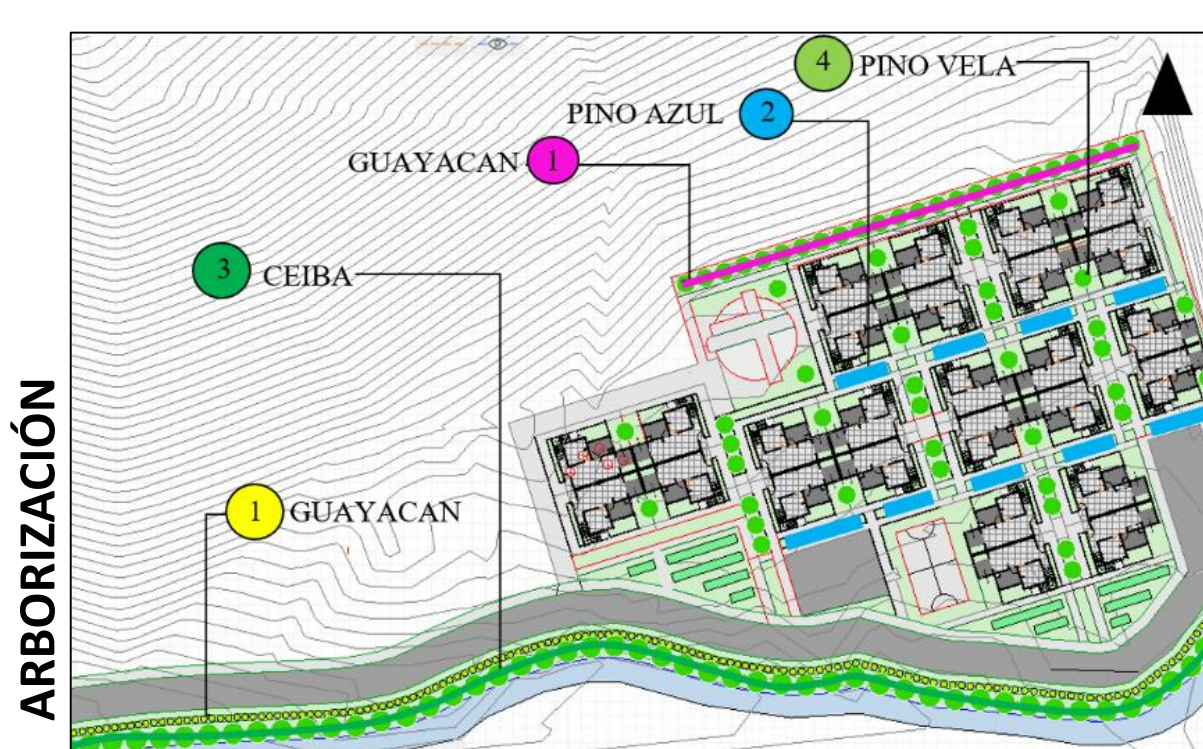 4 PINO VELA
PINO AZUL 2
GUAYACAN 1
3 CEIBA
1 GUAYACAN
ARBORIZACIÓN